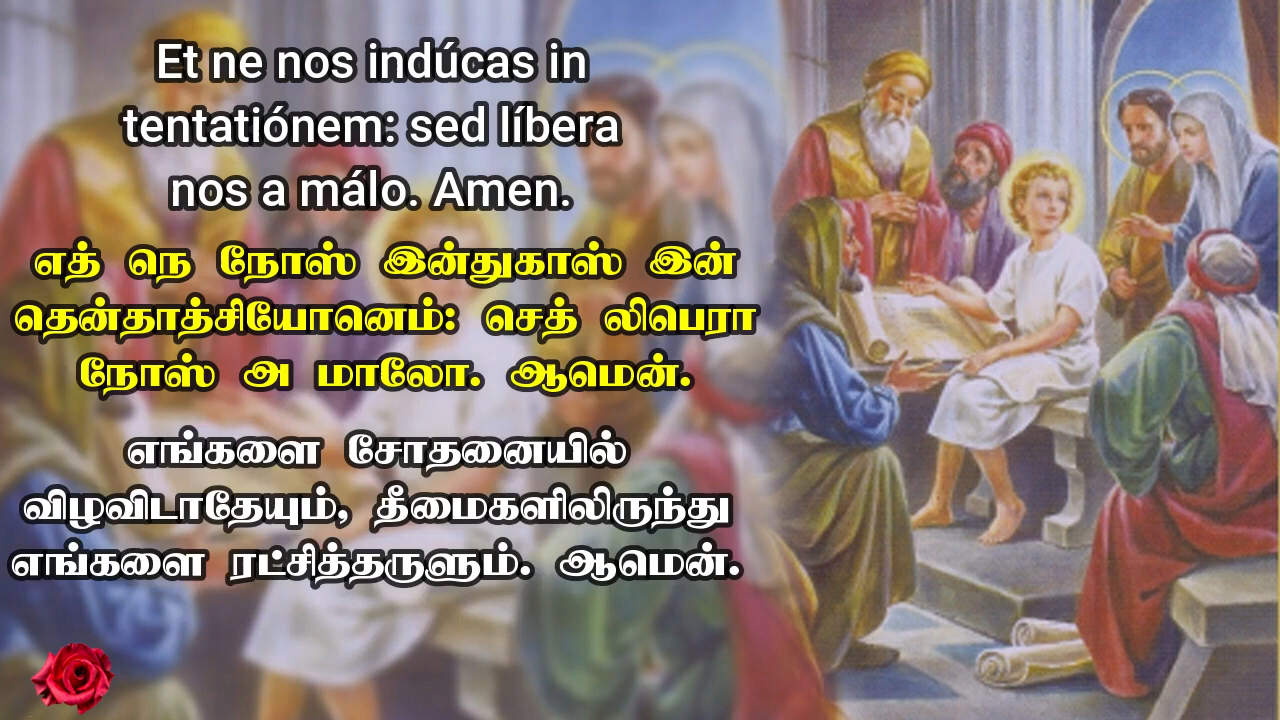 Et ne nos indúcas in
tentatiónem: sed líbera
nos a málo. Amen.
எத் நெ நோஸ் இன்துகாஸ் இன்
தென்தாத்சியோனெம்: செத் லிபெரா
நோஸ் அ மாலோ. ஆமென்.
எங்களை சோதனையில்
விழவிடாதேயும், தீமைகளிலிருந்து
எங்களை ரட்சித்தருளும். ஆமென்.